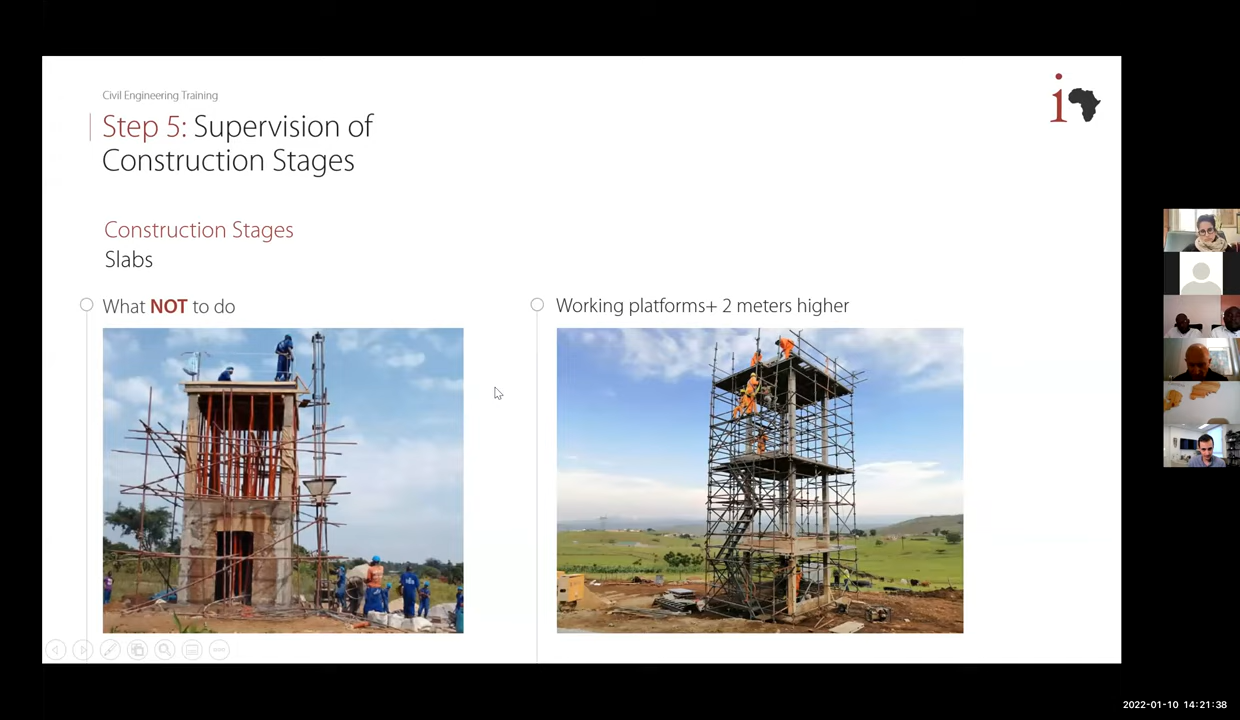 Civil Engineering Training
Step 5: Supervision of
Construction Stages
i
Construction Stages
Slabs
What NOT to do
Working platforms+ 2 meters higher
2022-01-10 14:21:38